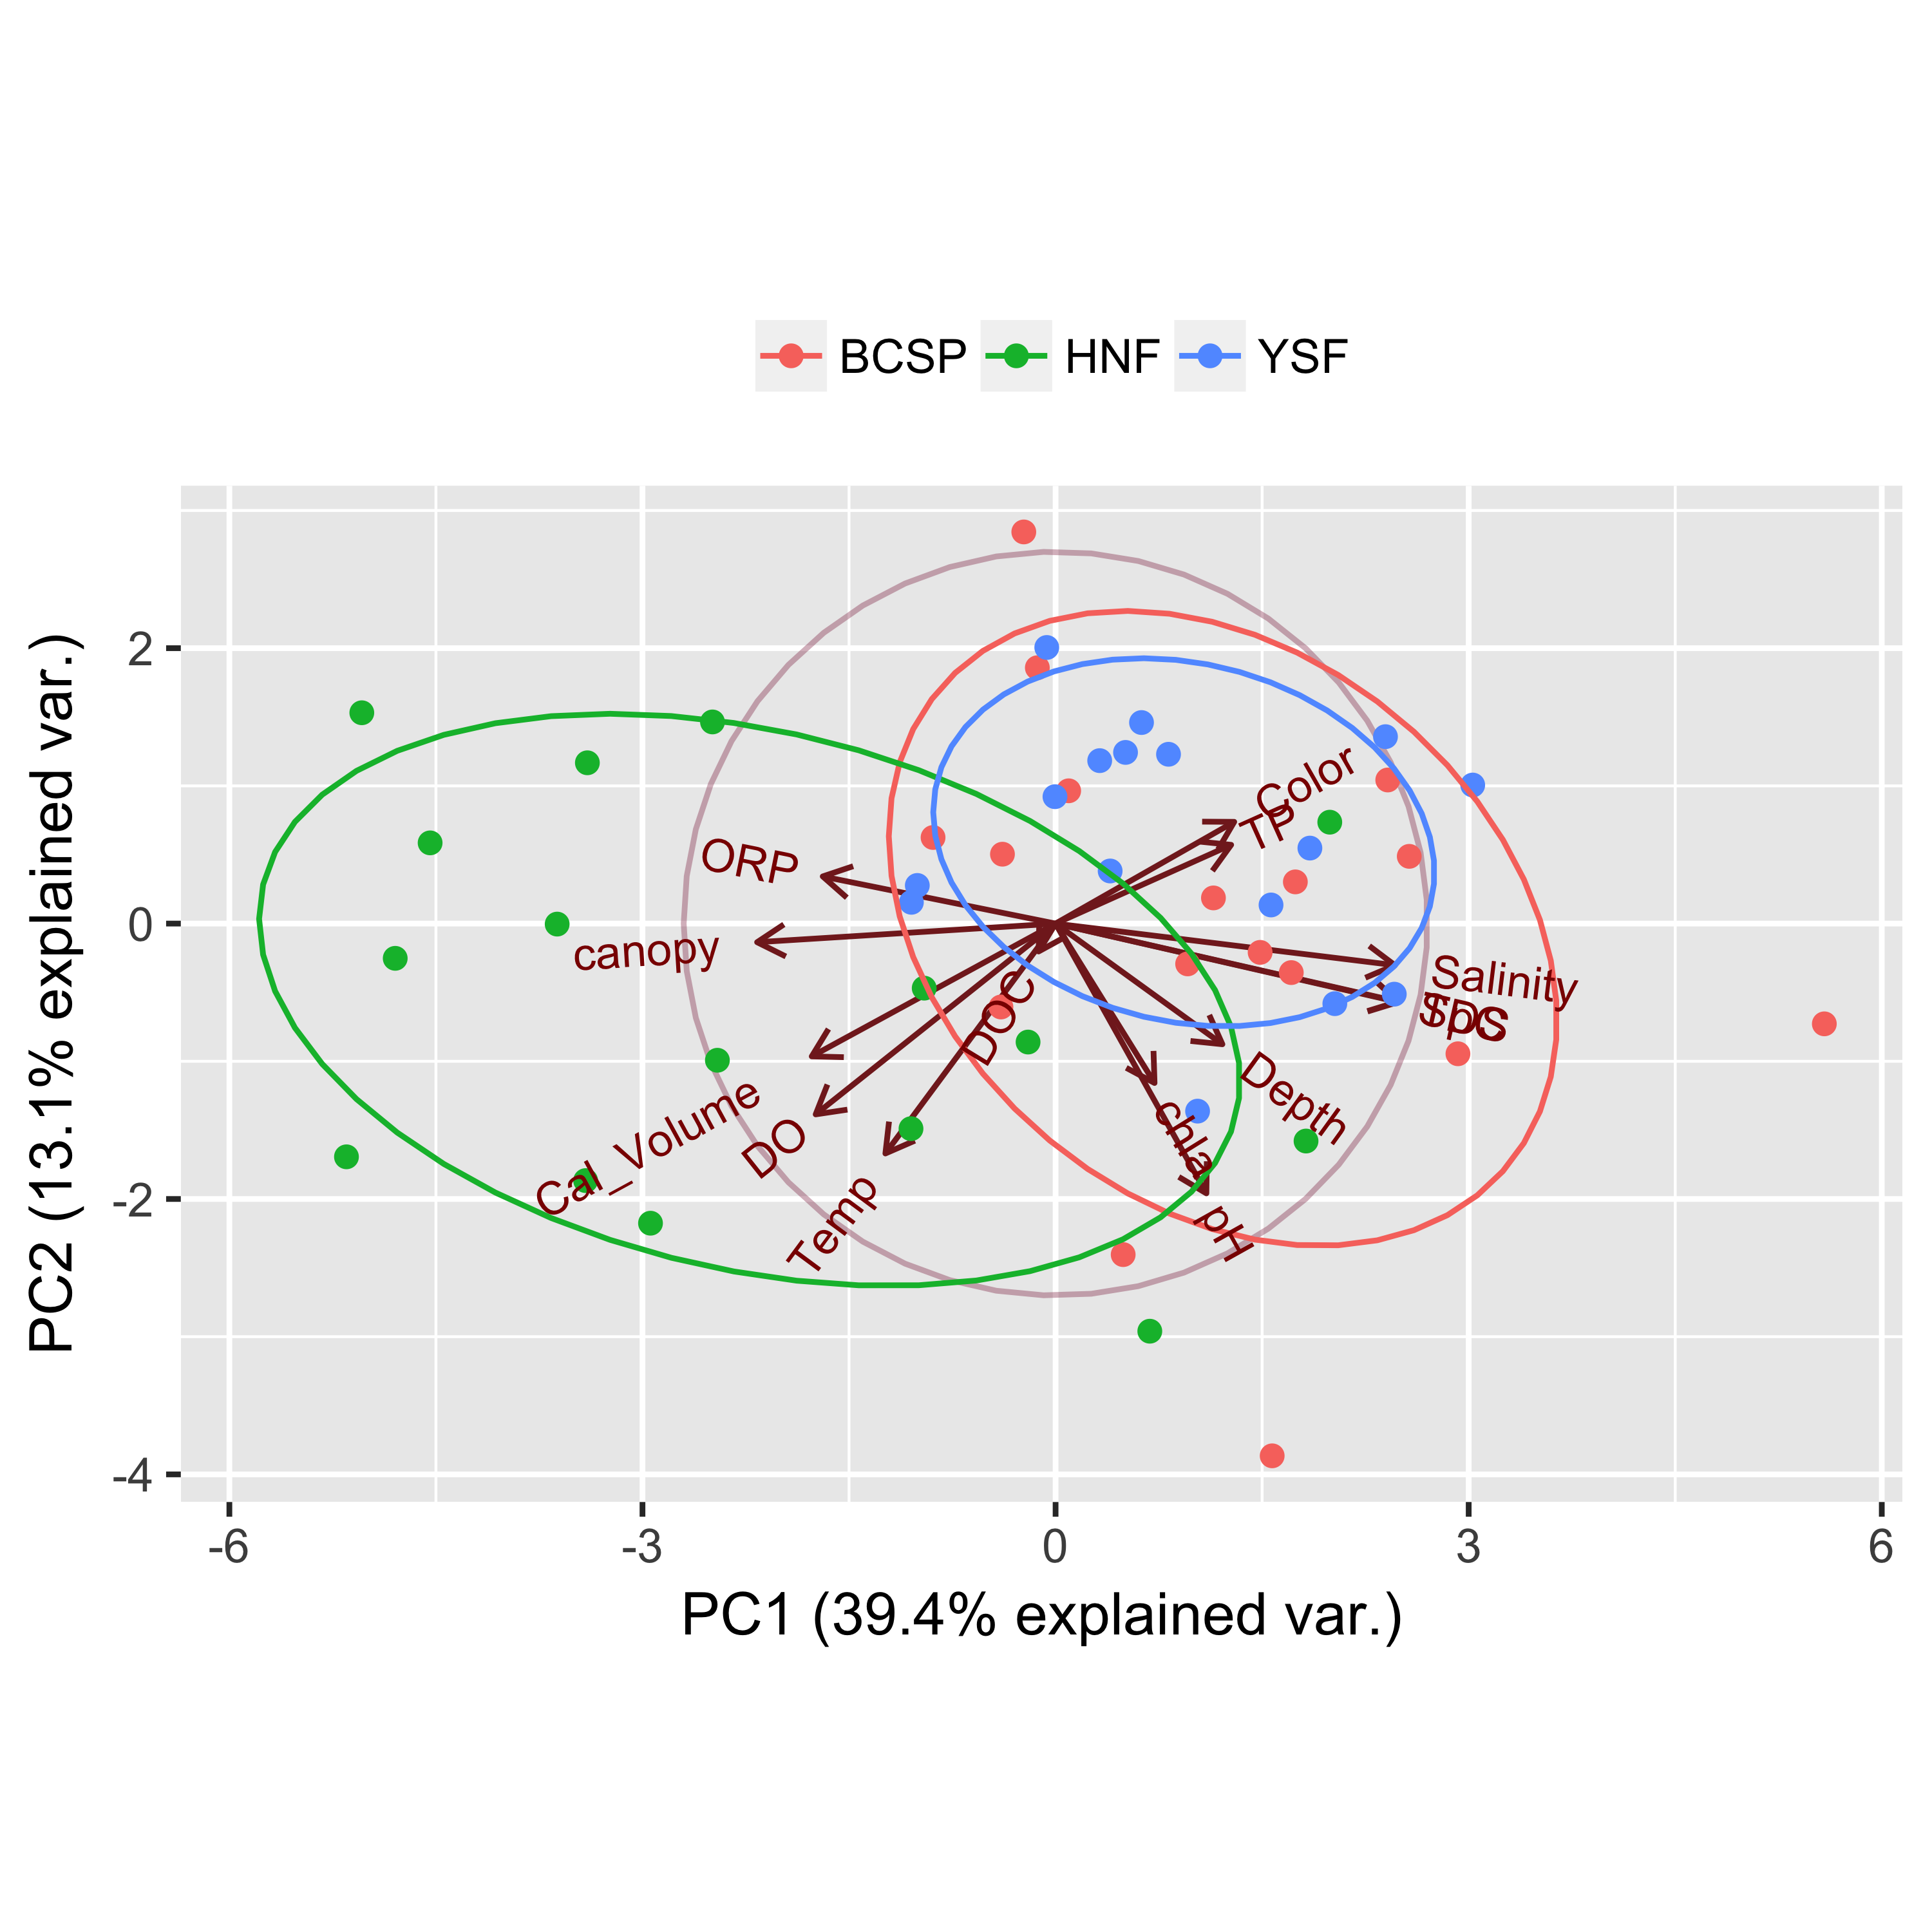 BCSP HNF YSF
PC2 (13.1% explained var.)
2
0
-2
-4
Color
TP
ORP
canopy
Salinity
DOC
Depth
Cal_Volume
DO
Temp
pH
-6 -3 0 3 6
PC1 (39.4% explained var.)